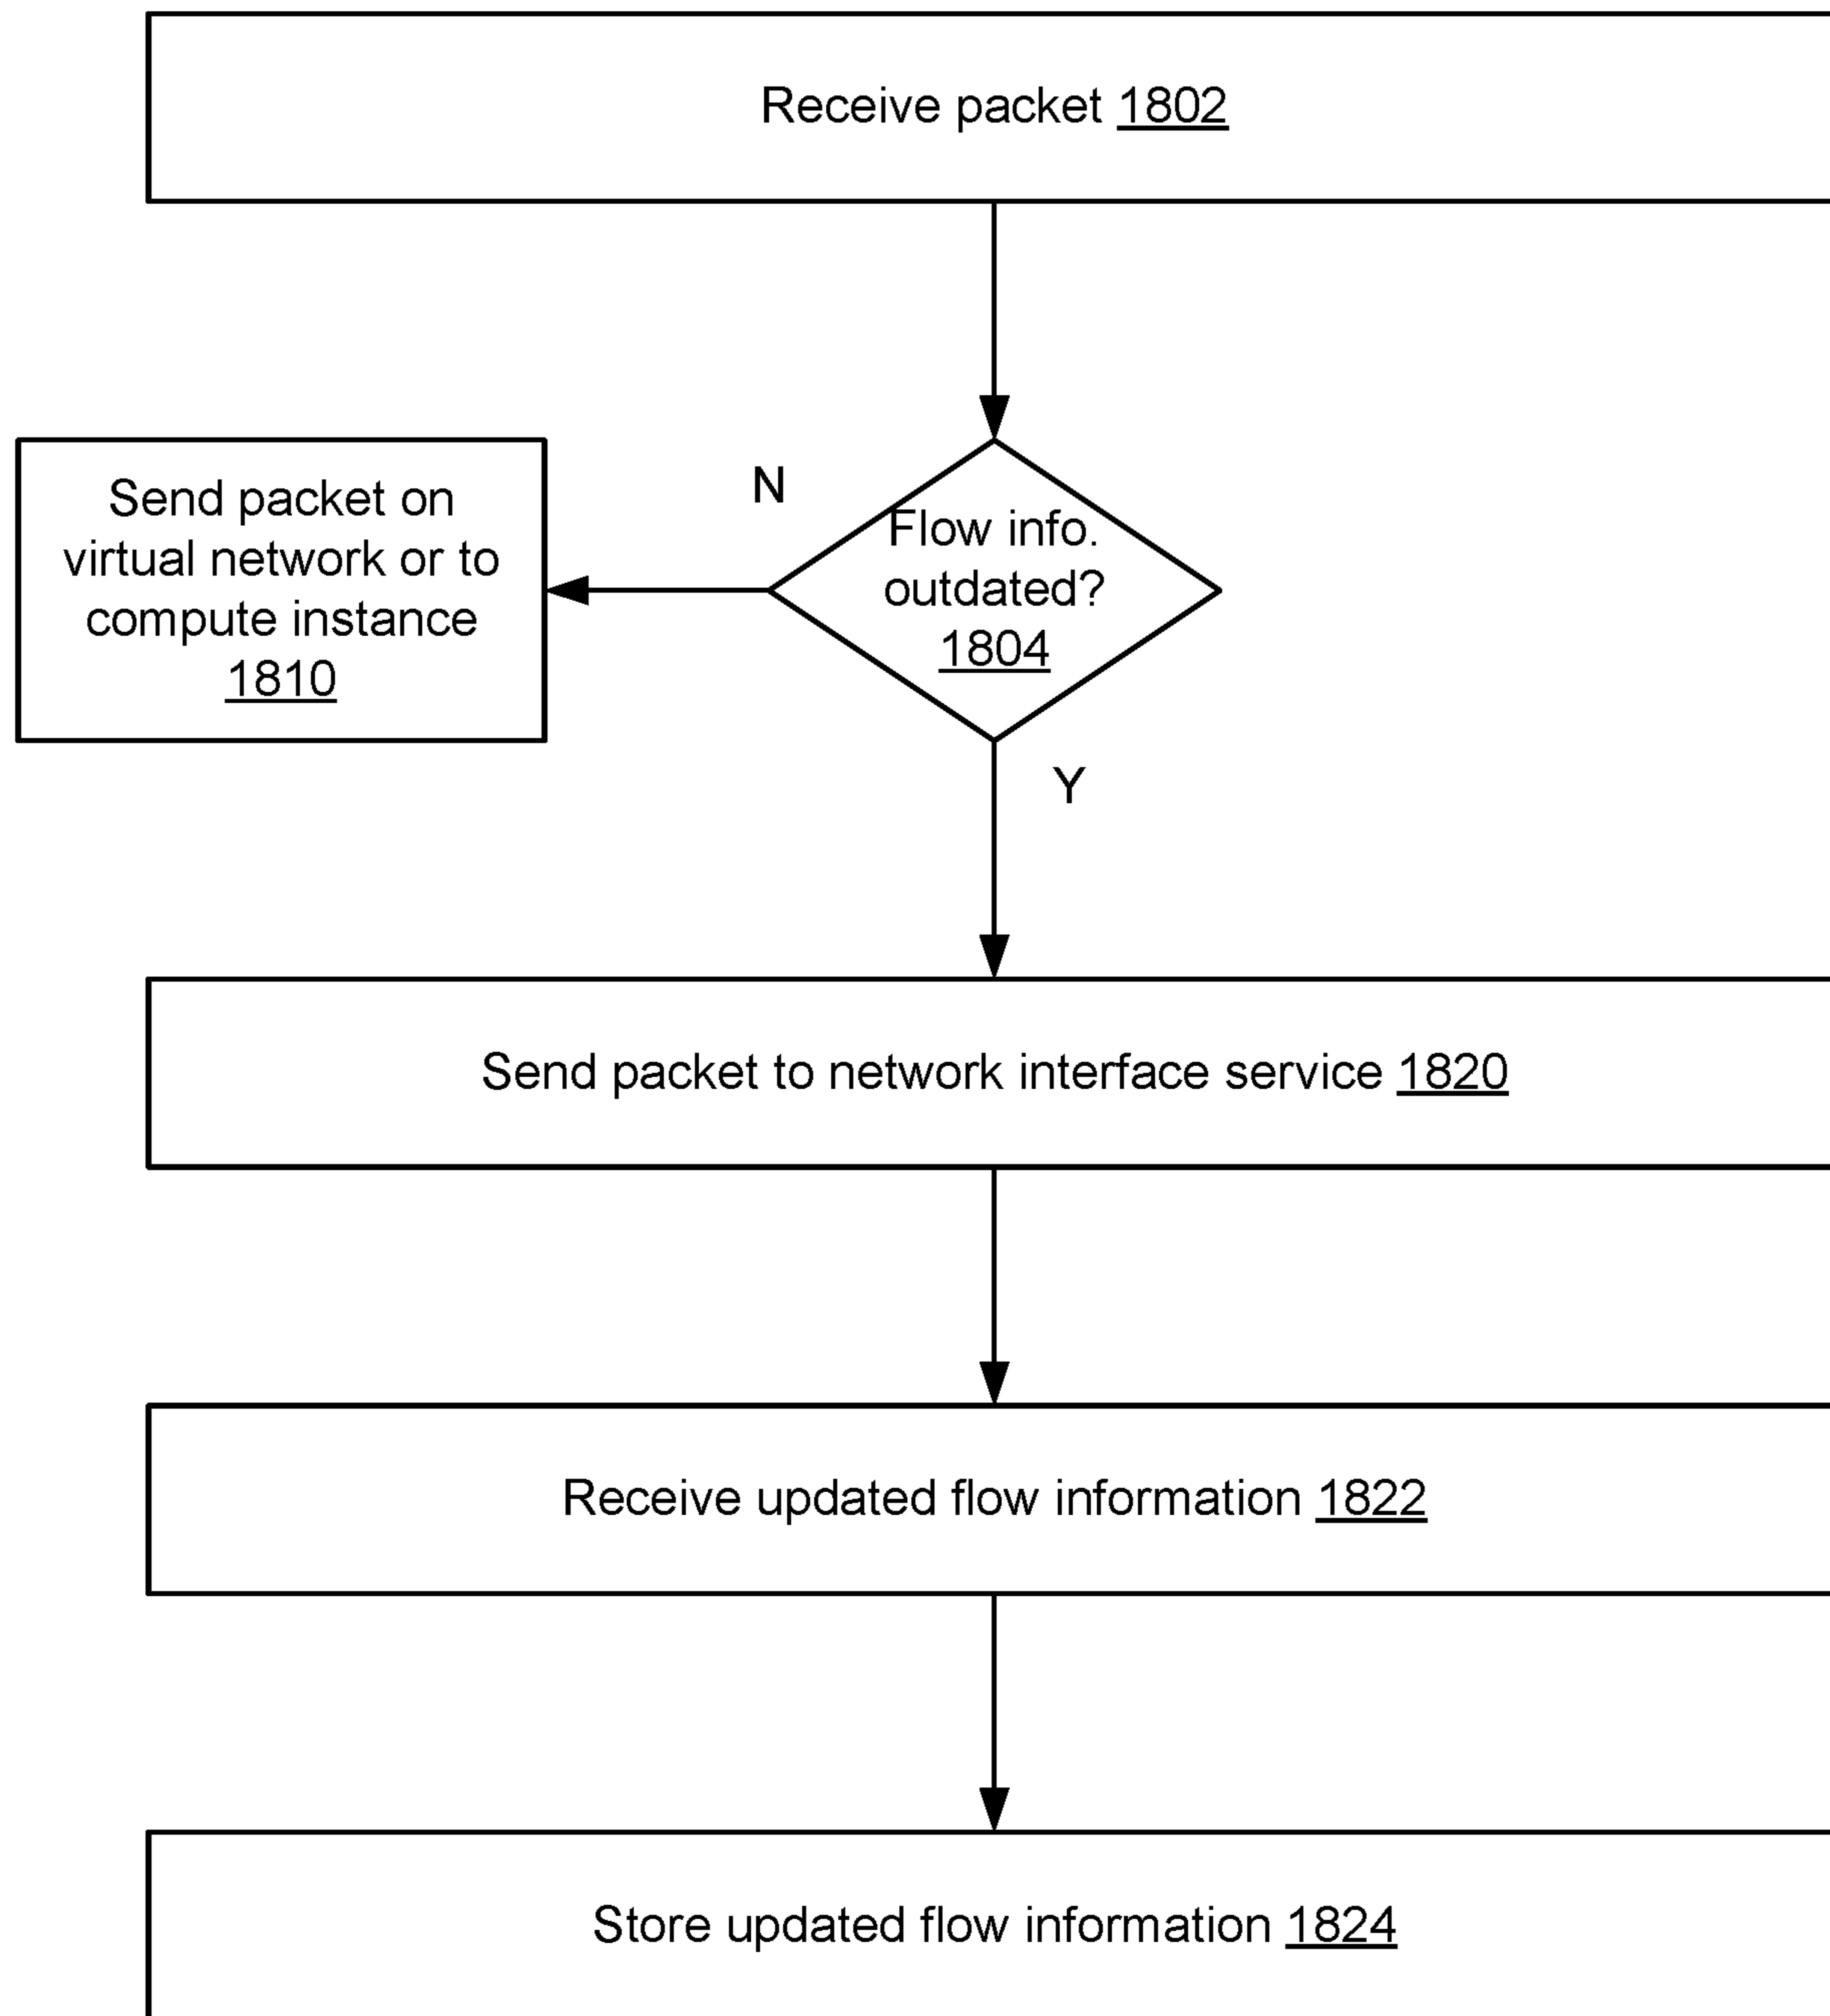 Receive packet 1802
N
Flow info.
outdated?
1804
Send packet on
virtual network or to
compute instance
1810
Y
Send packet to network interface service 1820
Receive updated flow information 1822
Store updated flow information 1824